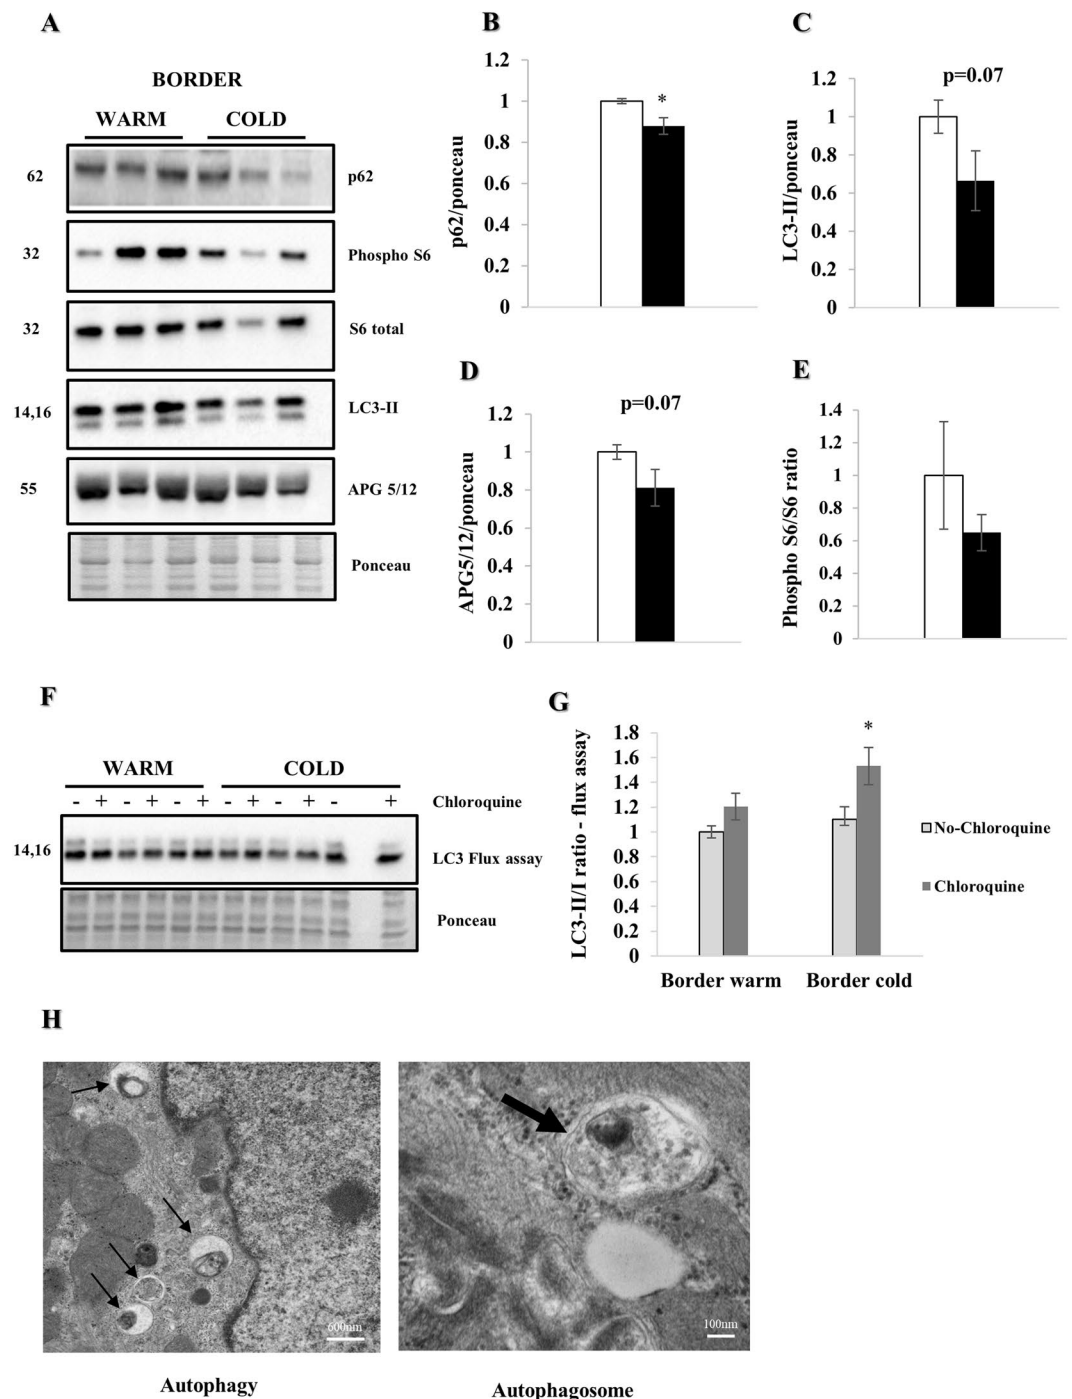 A
BORDER
WARM COLD
62 p62
32 Phospho S6
32 S6 total
14,16 LC3-II
55 APG 5/12
Ponceau
B
1.2
1
0.8
0.6
0.4
0.2
0
p62/ponceau
*
C
p=0.07
1.2
1
0.8
0.6
0.4
0.2
0
LC3-II/ponceau
D
p=0.07
1.2
1
0.8
0.6
0.4
0.2
0
APG5/12/ponceau
E
1.4
1.2
1
0.8
0.6
0.4
0.2
0
Phospho S6/S6 ratio
F
WARM COLD
- + - + - + - + - + - + Chloroquine
14,16 LC3 Flux assay
Ponceau
G
1.8
1.6
1.4
1.2
1
0.8
0.6
0.4
0.2
0
LC3-II/I ratio - flux assay
*
Border warm Border cold
No-Chloroquine
Chloroquine
H
600nm
100nm
Autophagy Autophagosome